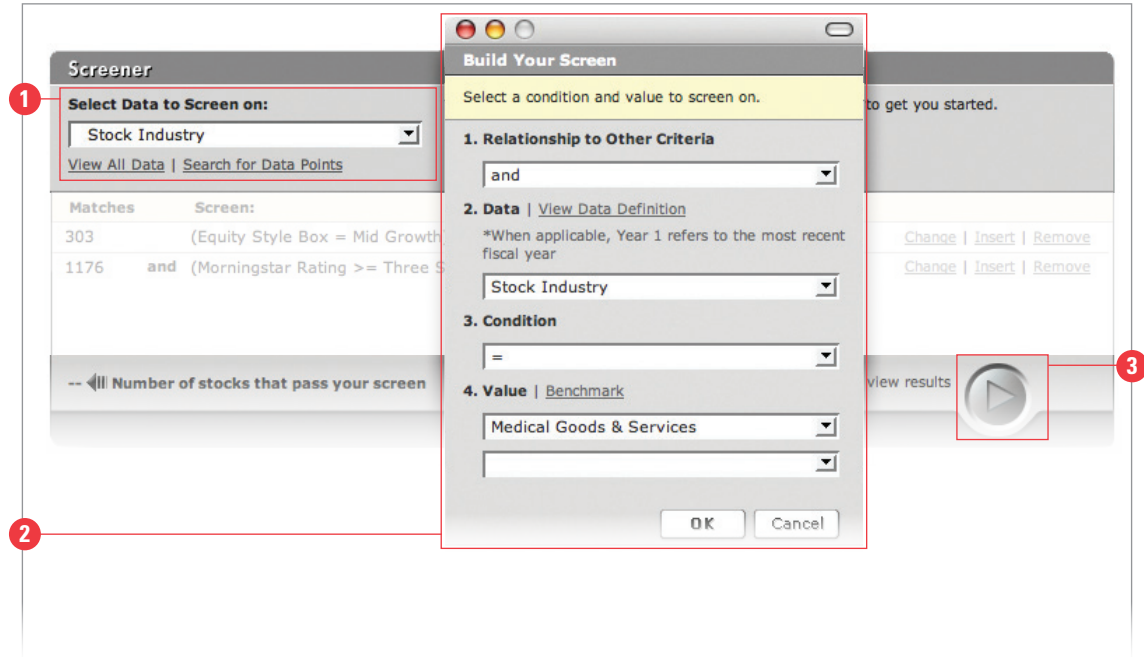 Screener
1
Select Data to Screen on:
Stock Industry
View All Data | Search for Data Points
to get you started.
Matches Screen:
303 (Equity Style Box = Mid Growth
Change | Insert | Remove
1176 and (Morningstar Rating >= Three S
Change | Insert | Remove
-- Number of stocks that pass your screen
view results
3
Build Your Screen
Select a condition and value to screen on.
1. Relationship to Other Criteria
and
2. Data | View Data Definition
*When applicable, Year 1 refers to the most recent
fiscal year
Stock Industry
3. Condition
=
4. Value | Benchmark
Medical Goods & Services
OK Cancel
2